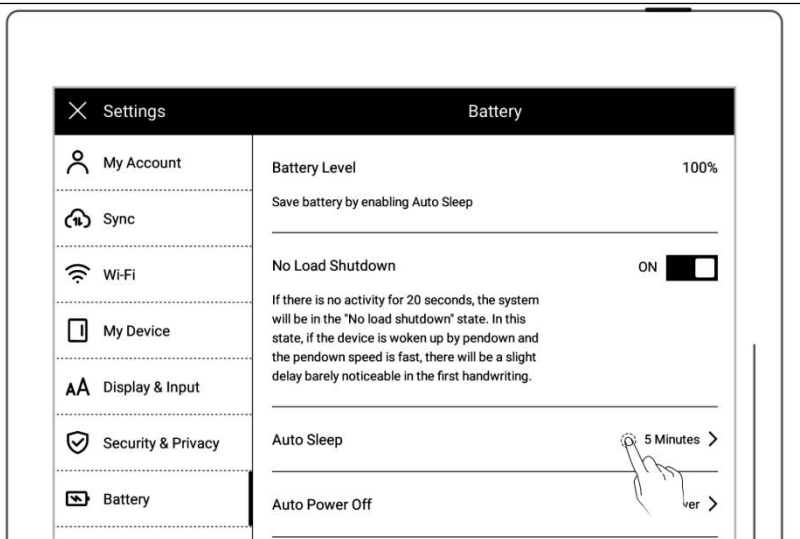 Settings
Battery
My Account
Sync
Wi-Fi
My Device
Display & Input
Security & Privacy
Battery
Battery Level 100%
Save battery by enabling Auto Sleep
No Load Shutdown ON
If there is no activity for 20 seconds, the system
will be in the "No load shutdown" state. In this
state, if the device is woken up by pendown and
the pendown speed is fast, there will be a slight
delay barely noticeable in the first handwriting.
Auto Sleep 5 Minutes
Auto Power Off